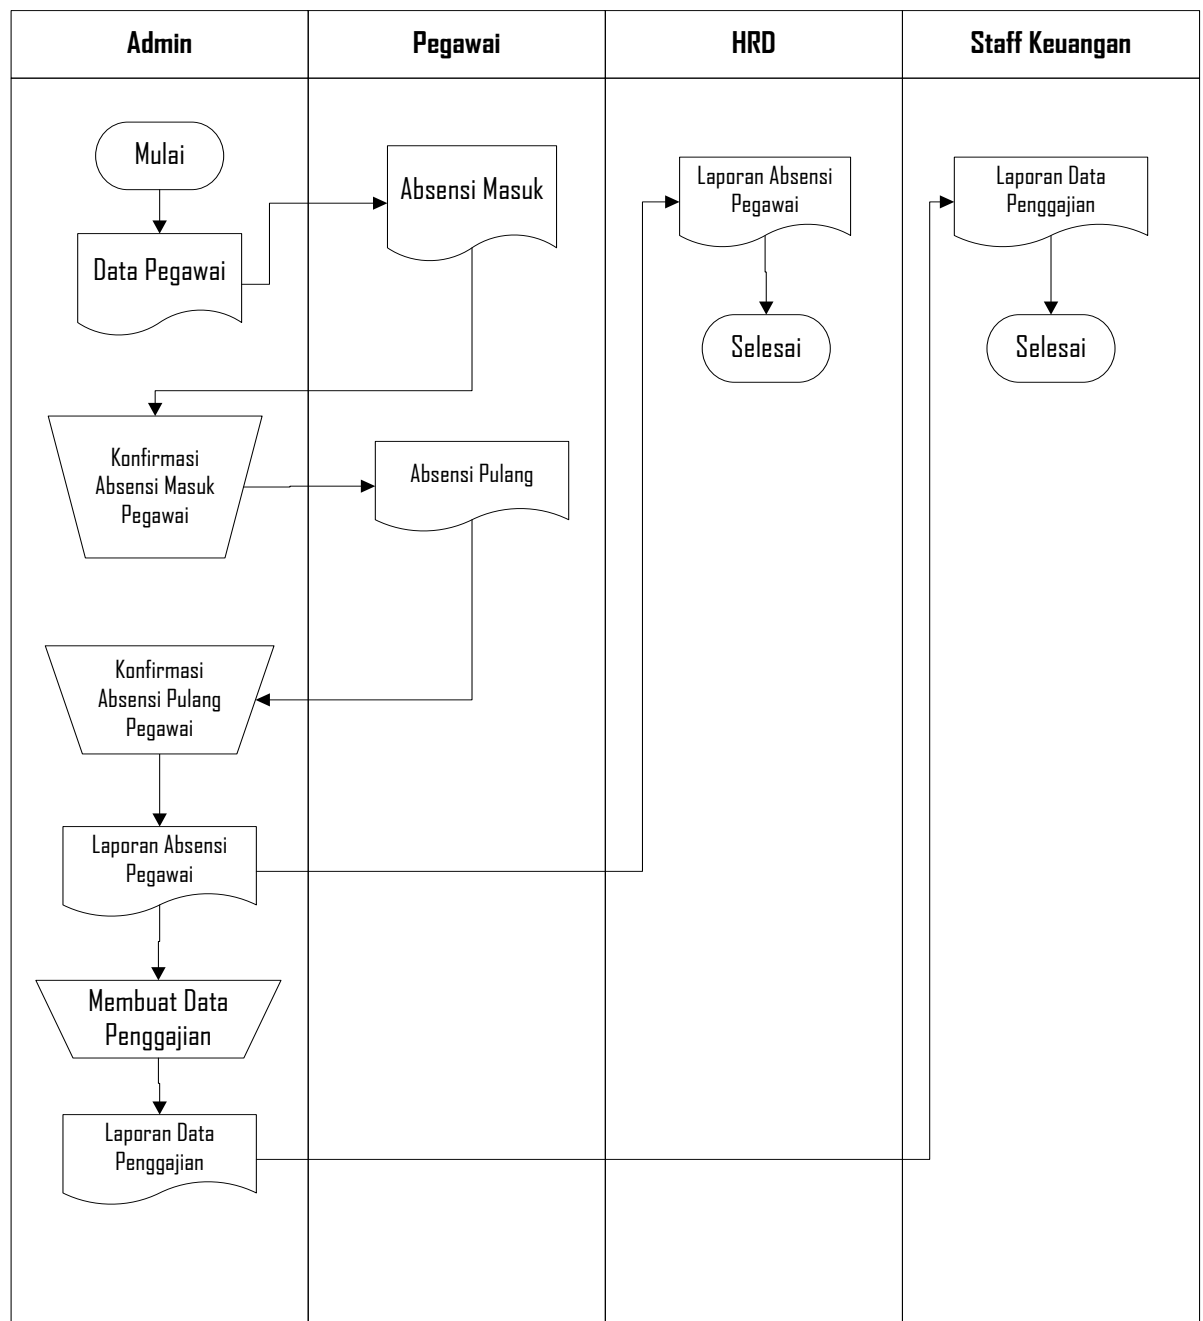 Admin
Pegawai
HRD
Staff Keuangan
Mulai
Data Pegawai
Absensi Masuk
Konfirmasi
Absensi Masuk
Pegawai
Absensi Pulang
Konfirmasi
Absensi Pulang
Pegawai
Laporan Absensi
Pegawai
Membuat Data
Penggajian
Laporan Data
Penggajian
Laporan Absensi
Pegawai
Selesai
Laporan Data
Penggajian
Selesai